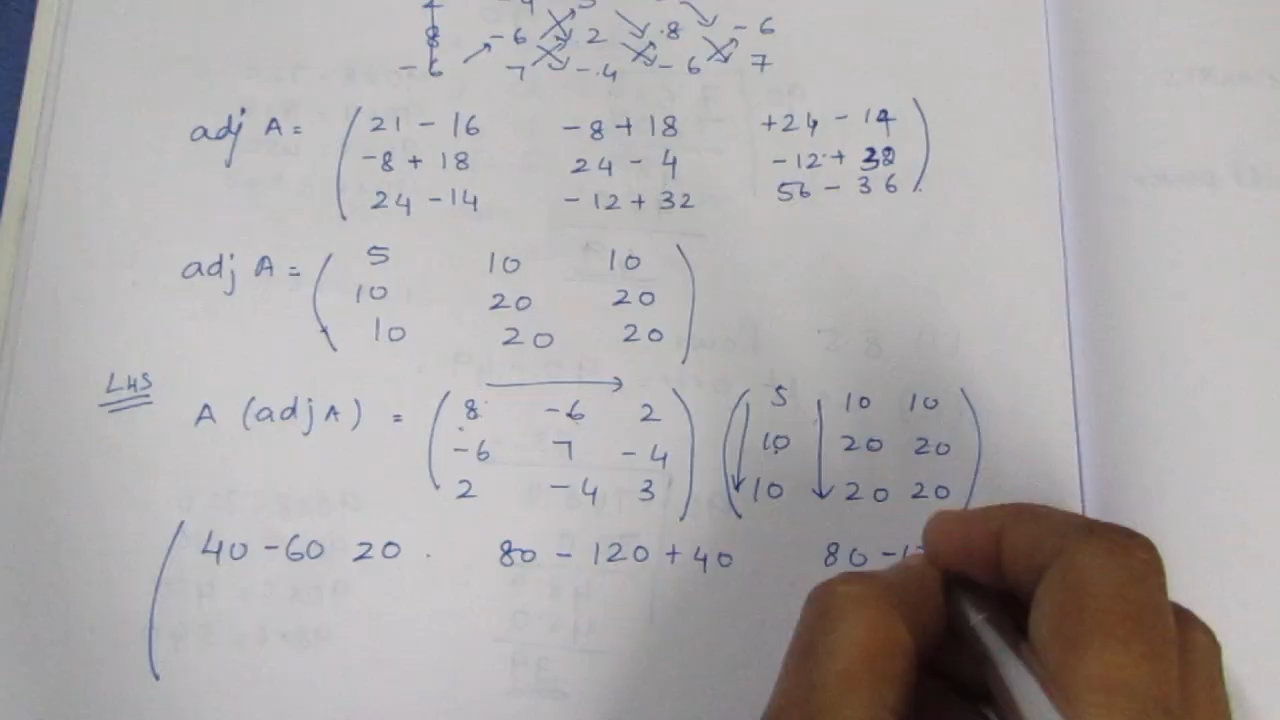 8 -6 2 8 -6
-6 7 -4 -6 7
adj A = ( 21 - 16 -8 + 18 +24 - 14
-8 + 18 24 - 4 -12 + 32
24 - 14 -12 + 32 56 - 36 )
adj A = ( 5 10 10
10 20 20
10 20 20 )
LHS
A (adj A) = ( 8 -6 2 ) ( 5 10 10 )
-6 7 -4 10 20 20
2 -4 3 10 20 20
( 40 - 60 20 . 80 - 120 + 40 80 -